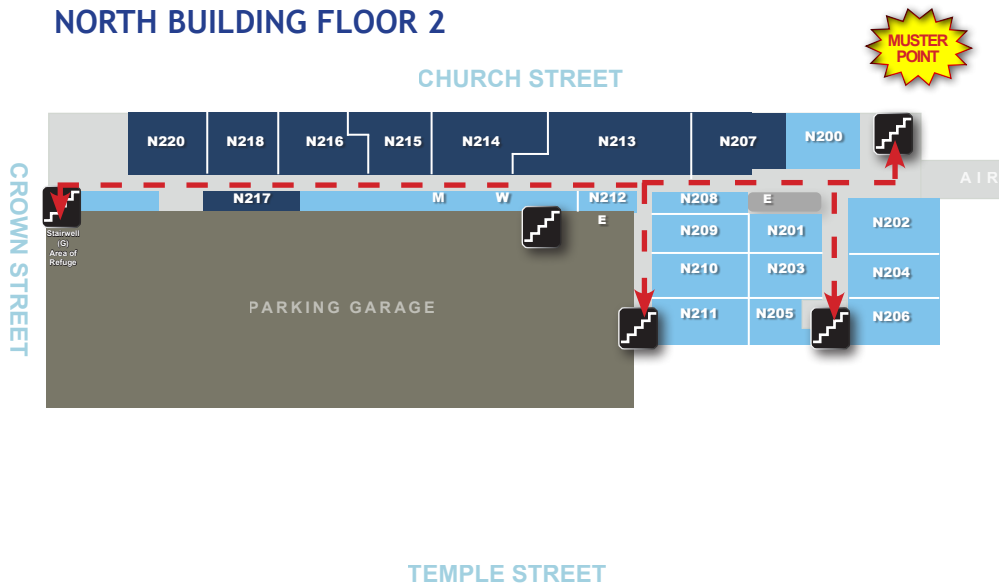 NORTH BUILDING FLOOR 2
MUSTER
POINT
CHURCH STREET
N220
N218
N216
N215
N214
N213
N207
N200
CROWN STREET
AIR
N217
M
W
N212
E
N208
E
N202
Stairwell
(G)
Area of
Refuge
N209
N201
N210
N203
N204
PARKING GARAGE
N211
N205
N206
TEMPLE STREET